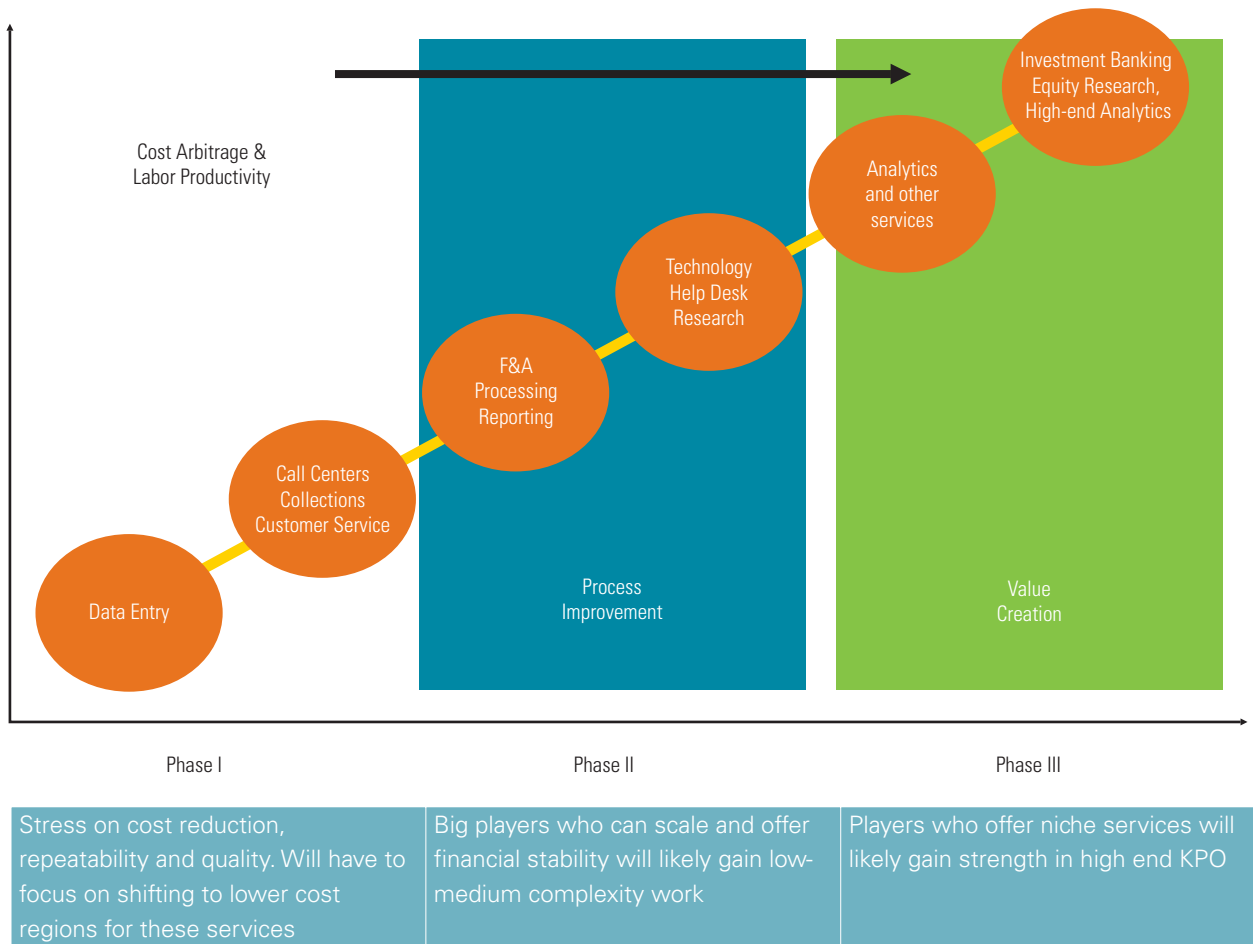 Investment Banking
Equity Research,
High-end Analytics
Cost Arbitrage &
Labor Productivity
Analytics
and other
services
Technology
Help Desk
Research
F&A
Processing
Reporting
Call Centers
Collections
Customer Service
Data Entry
Process
Improvement
Value
Creation
Phase I
Phase II
Phase III
Stress on cost reduction,
repeatability and quality. Will have to
focus on shifting to lower cost
regions for these services
Big players who can scale and offer
financial stability will likely gain low-
medium complexity work
Players who offer niche services will
likely gain strength in high end KPO